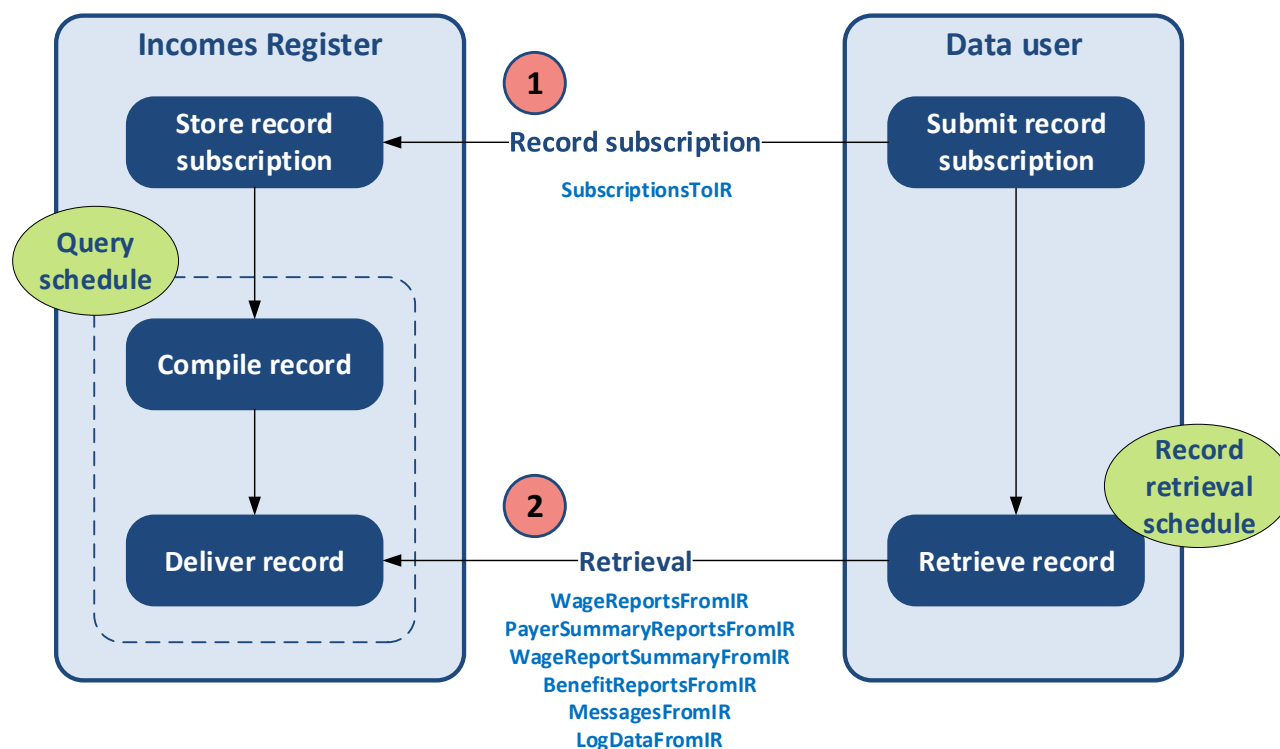 Incomes Register
Data user
1
Store record
subscription
Record subscription
Submit record
subscription
SubscriptionsToIR
Query
schedule
Compile record
Record
retrieval
schedule
2
Deliver record
Retrieval
Retrieve record
WageReportsFromIR
PayerSummaryReportsFromIR
WageReportSummaryFromIR
BenefitReportsFromIR
MessagesFromIR
LogDataFromIR